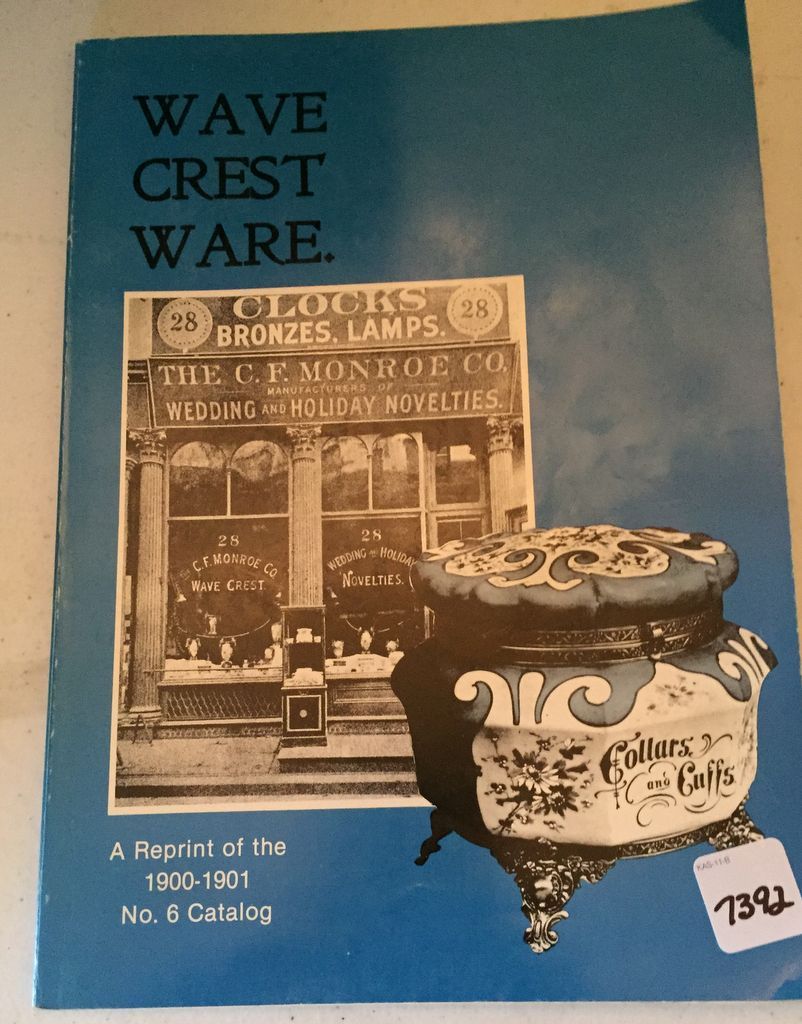 WAVE
CREST
WARE.
28 CLOCKS 28
BRONZES, LAMPS.
THE C. F. MONROE CO.
MANUFACTURERS OF
WEDDING AND HOLIDAY NOVELTIES.
28
C.F. MONROE CO.
WAVE CREST
28
WEDDING AND HOLIDAY
NOVELTIES.
Collars
and Cuffs
A Reprint of the
1900-1901
No. 6 Catalog
KAS-11-B
7392